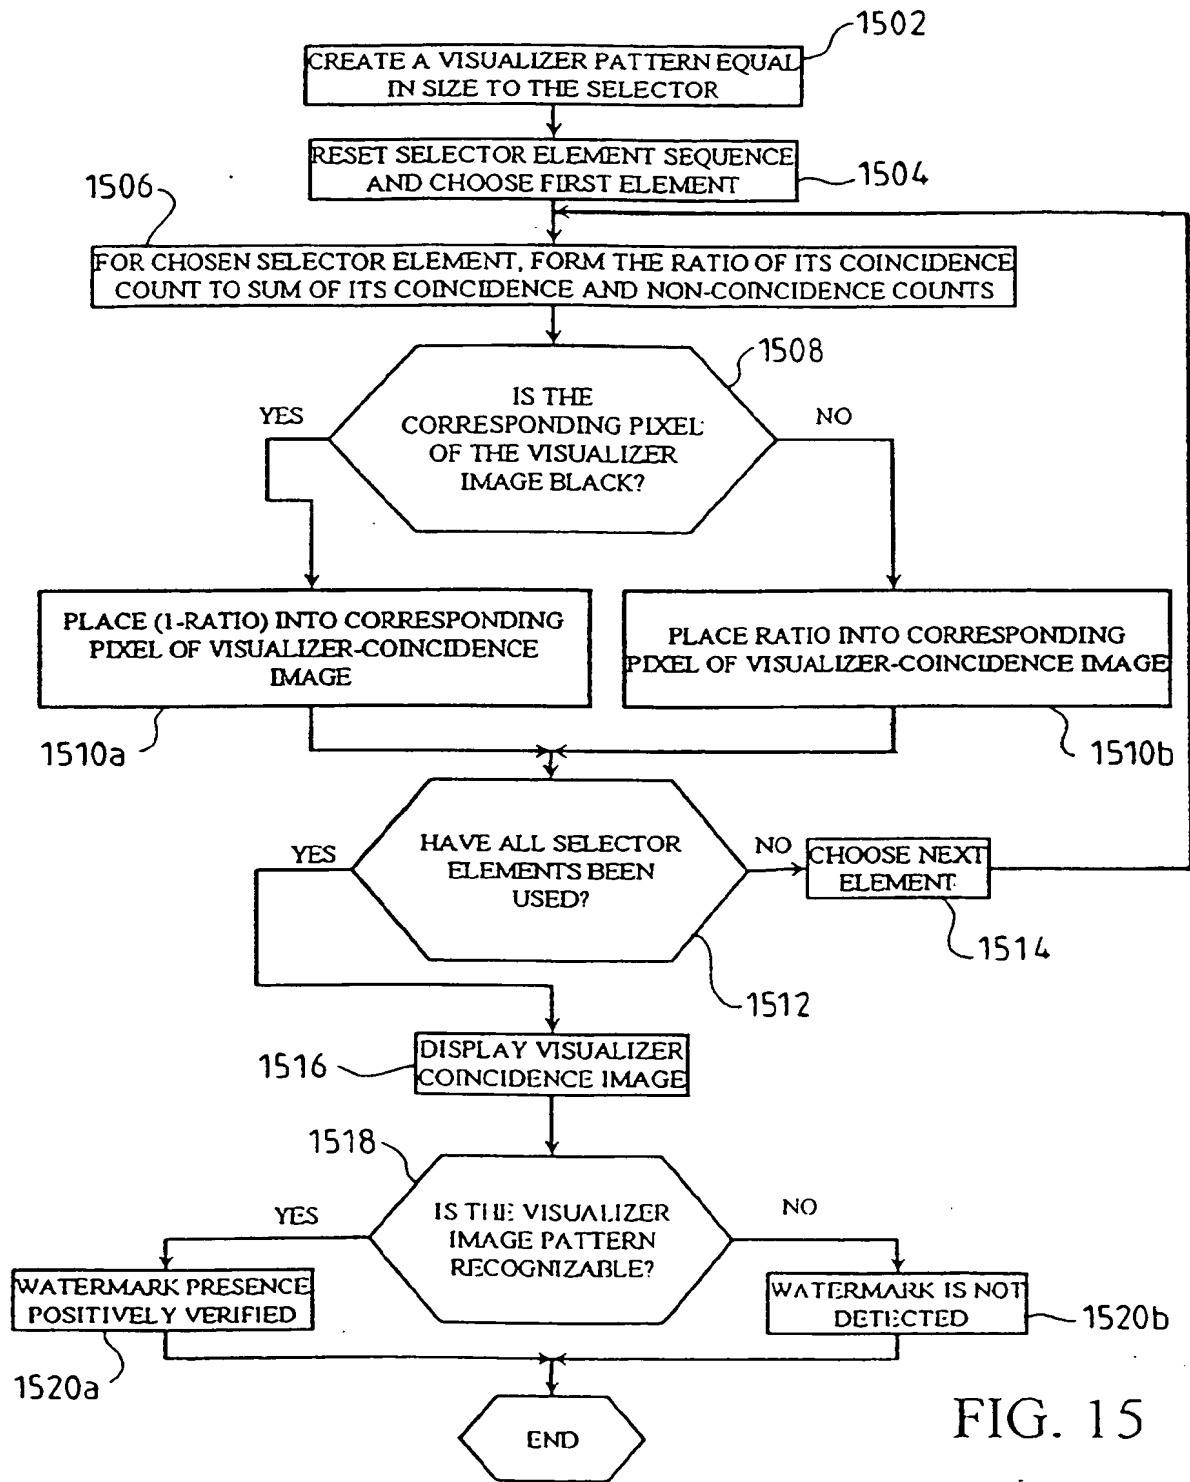 1502
CREATE A VISUALIZER PATTERN EQUAL
IN SIZE TO THE SELECTOR
RESET SELECTOR ELEMENT SEQUENCE
AND CHOOSE FIRST ELEMENT
1504
1506
FOR CHOSEN SELECTOR ELEMENT, FORM THE RATIO OF ITS COINCIDENCE
COUNT TO SUM OF ITS COINCIDENCE AND NON-COINCIDENCE COUNTS
1508
IS THE
CORRESPONDING PIXEL
OF THE VISUALIZER
IMAGE BLACK?
YES
NO
PLACE (1-RATIO) INTO CORRESPONDING
PIXEL OF VISUALIZER-COINCIDENCE
IMAGE
PLACE RATIO INTO CORRESPONDING
PIXEL OF VISUALIZER-COINCIDENCE IMAGE
1510a
1510b
HAVE ALL SELECTOR
ELEMENTS BEEN
USED?
YES
NO
CHOOSE NEXT
ELEMENT
1514
1512
DISPLAY VISUALIZER
COINCIDENCE IMAGE
1516
1518
IS THE VISUALIZER
IMAGE PATTERN
RECOGNIZABLE?
YES
NO
WATERMARK PRESENCE
POSITIVELY VERIFIED
WATERMARK IS NOT
DETECTED
1520a
1520b
END
FIG. 15